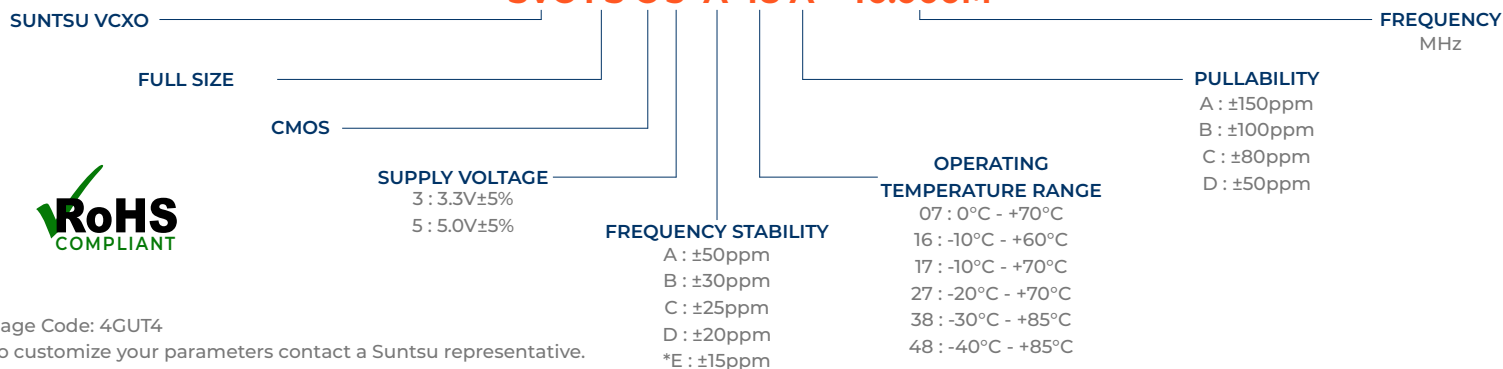 SUNTSU VCXO
FREQUENCY
MHz
FULL SIZE
PULLABILITY
A : ±150ppm
B : ±100ppm
C : ±80ppm
D : ±50ppm
CMOS
SUPPLY VOLTAGE
3 : 3.3V±5%
5 : 5.0V±5%
OPERATING
TEMPERATURE RANGE
07 : 0°C - +70°C
16 : -10°C - +60°C
17 : -10°C - +70°C
27 : -20°C - +70°C
38 : -30°C - +85°C
48 : -40°C - +85°C
FREQUENCY STABILITY
A : ±50ppm
B : ±30ppm
C : ±25ppm
D : ±20ppm
*E : ±15ppm
RoHS
COMPLIANT
age Code: 4GUT4
o customize your parameters contact a Suntsu representative.